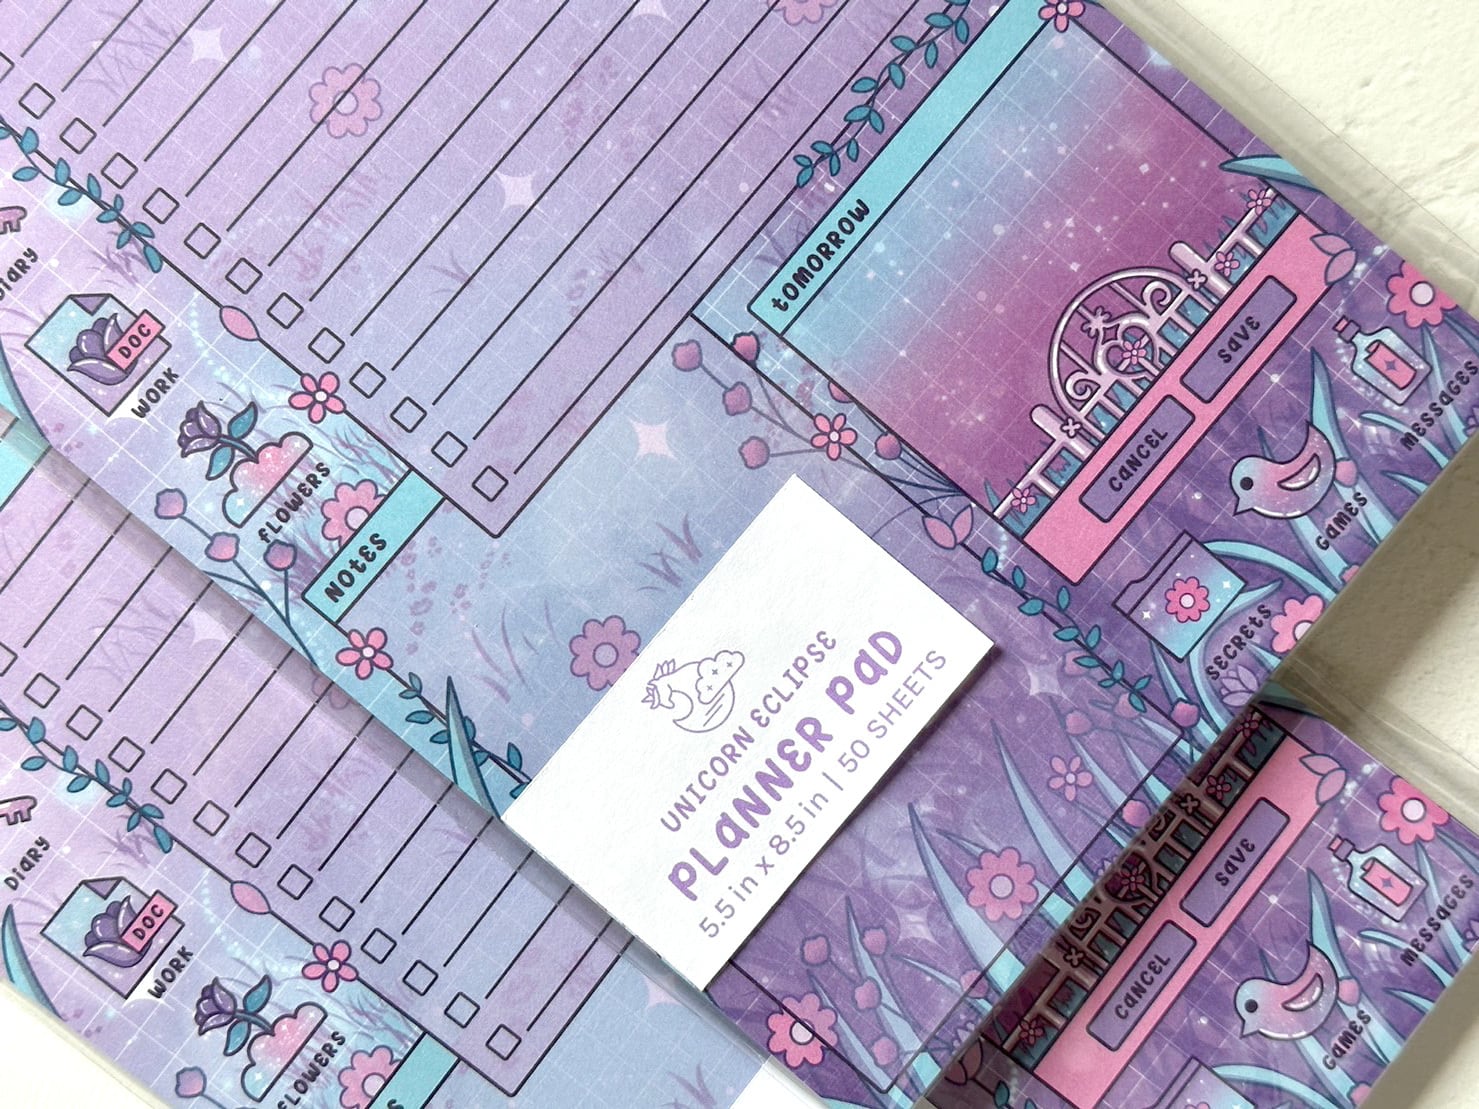 DIARY
DOC
WORK
FLOWERS
NOTES
TOMORROW
CANCEL
SAVE
MESSAGES
GAMES
SECRETS
UNICORN ECLIPSE
PLANNER PAD
5.5 in x 8.5 in | 50 SHEETS
DIARY
DOC
WORK
FLOWERS
CANCEL
SAVE
MESSAGES
GAMES